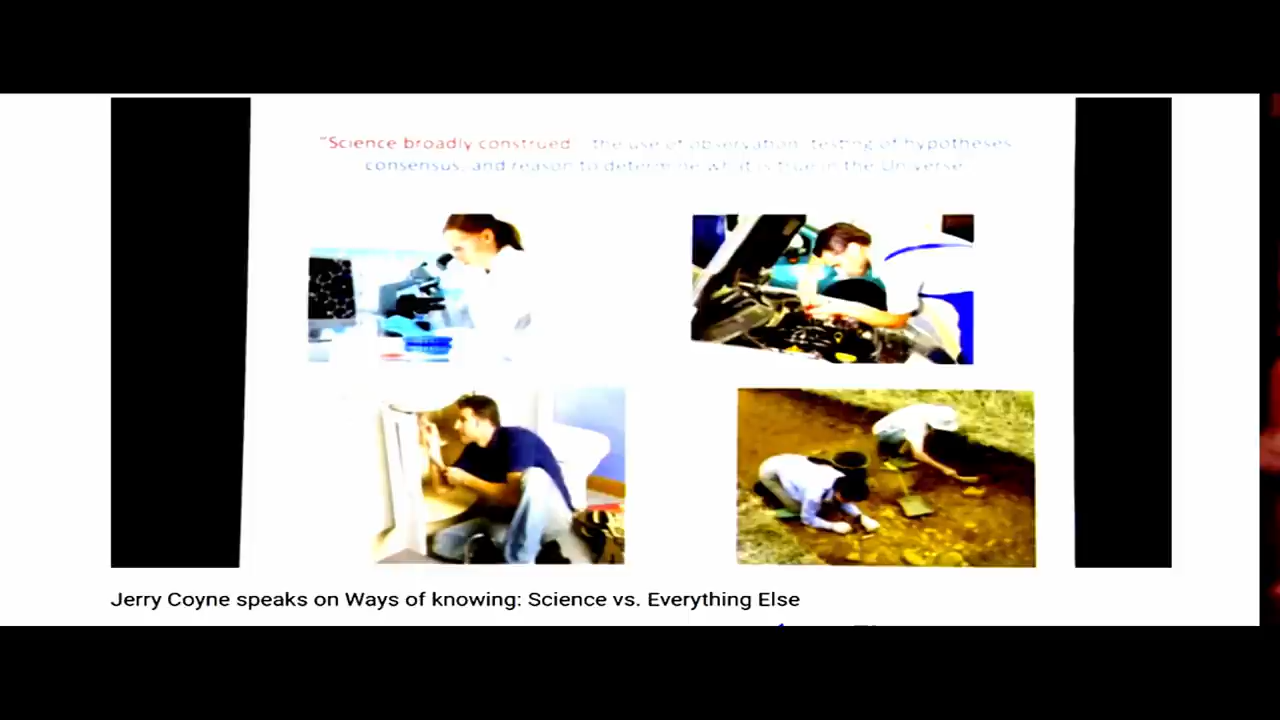 "Science broadly construed" the use of observation, testing of hypotheses
consensus, and reason to determine what is true in the Universe
Jerry Coyne speaks on Ways of knowing: Science vs. Everything Else